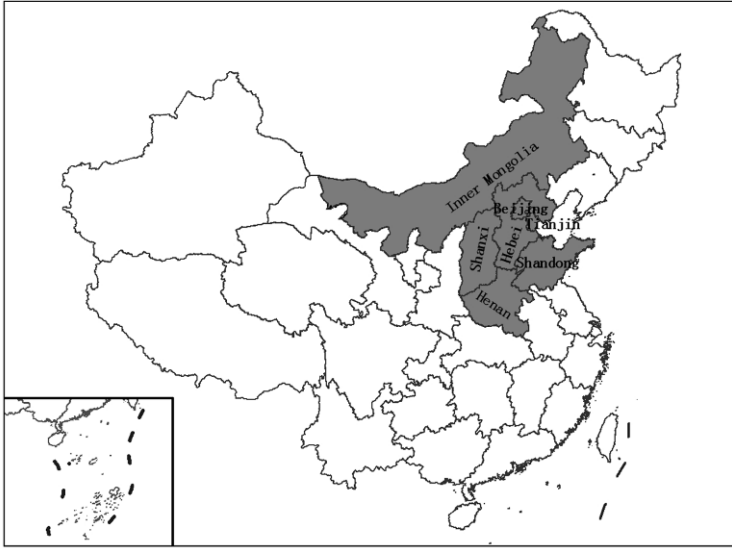 Inner Mongolia
Beijing
Tianjin
Shanxi
Hebei
Shandong
Henan